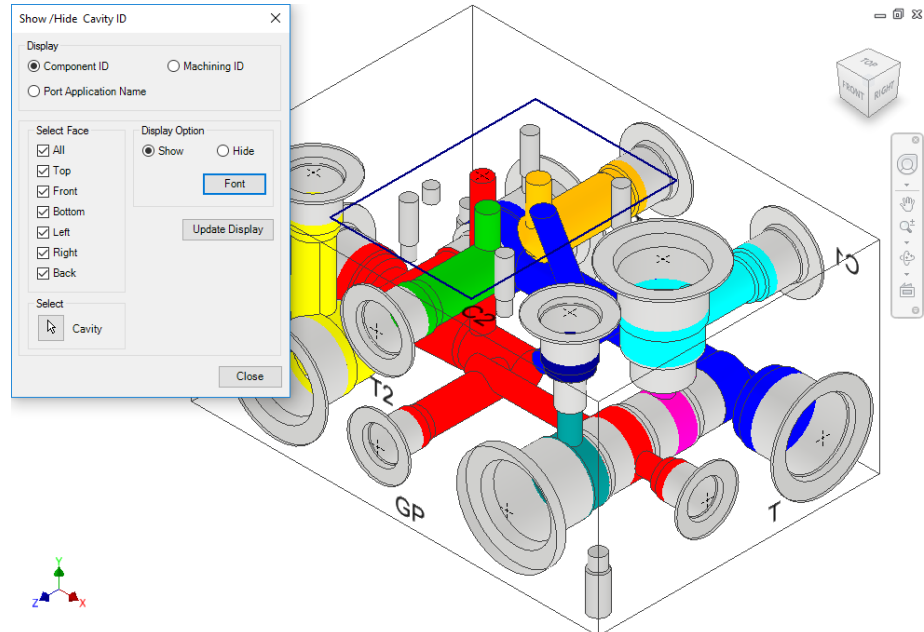 Show /Hide Cavity ID
Display
Component ID
Machining ID
Port Application Name
Select Face
All
Top
Front
Bottom
Left
Right
Back
Display Option
Show
Hide
Font
Update Display
Select
Cavity
Close
TOP
FRONT
RIGHT
C1
C2
T2
GP
T
Y
Z
X